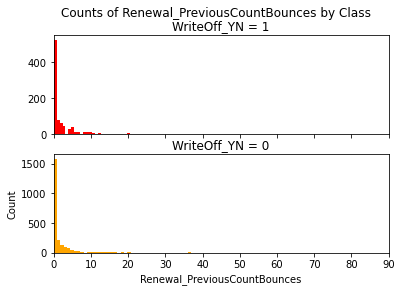 Counts of Renewal_PreviousCountBounces by Class
WriteOff_YN = 1
400
200
0
WriteOff_YN = 0
1500
1000
500
0
Count
0 10 20 30 40 50 60 70 80 90
Renewal_PreviousCountBounces